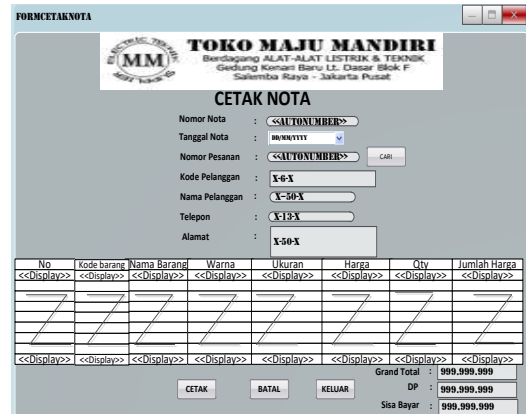 FORMCETAKNOTA
ELECTRIC TEKNIK
MM
TOKO MAJU MANDIRI
Berdagang ALAT-ALAT LISTRIK & TEKNIK
Gedung Kenari Baru Lt. Dasar Blok F
Salemba Raya - Jakarta Pusat
CETAK NOTA
Nomor Nota : <<AUTONUMBER>>
Tanggal Nota : DD/MM/YYYY
Nomor Pesanan : <<AUTONUMBER>> CARI
Kode Pelanggan : X-6-X
Nama Pelanggan : X-50-X
Telepon : X-13-X
Alamat : X-50-X
No Kode barang Nama Barang Warna Ukuran Harga Qty Jumlah Harga
<<Display>> <<Display>> <<Display>> <<Display>> <<Display>> <<Display>> <<Display>> <<Display>>
<<Display>> <<Display>> <<Display>> <<Display>> <<Display>> <<Display>> <<Display>> <<Display>>
Grand Total : 999.999.999
CETAK BATAL KELUAR DP : 999.999.999
Sisa Bayar : 999.999.999